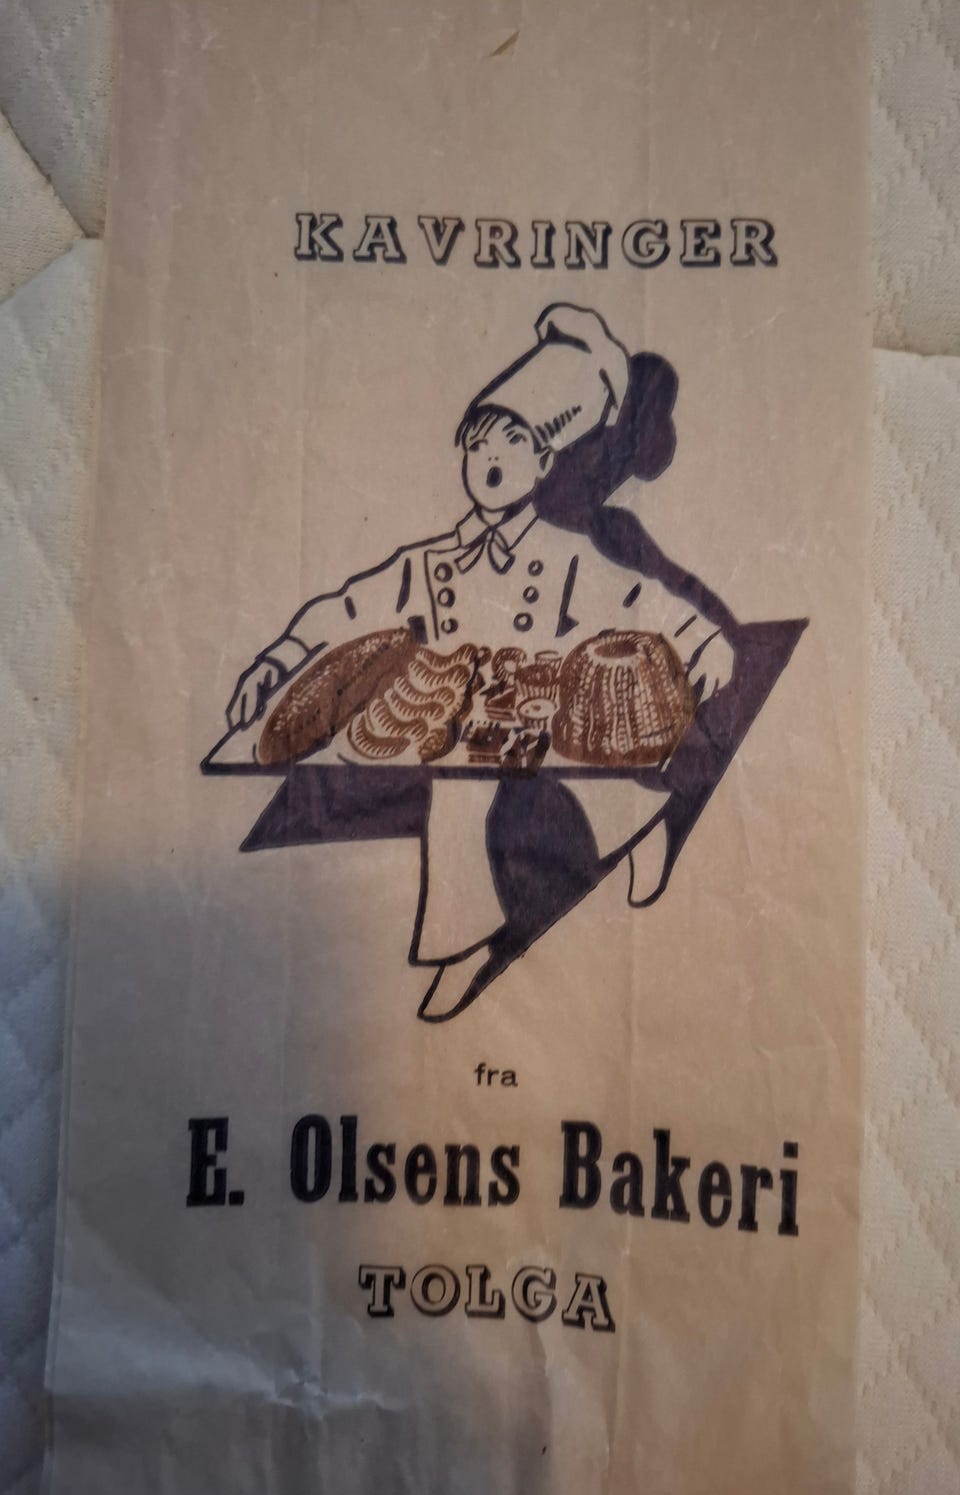 KAVRINGER
fra
E. Olsens Bakeri
TOLGA